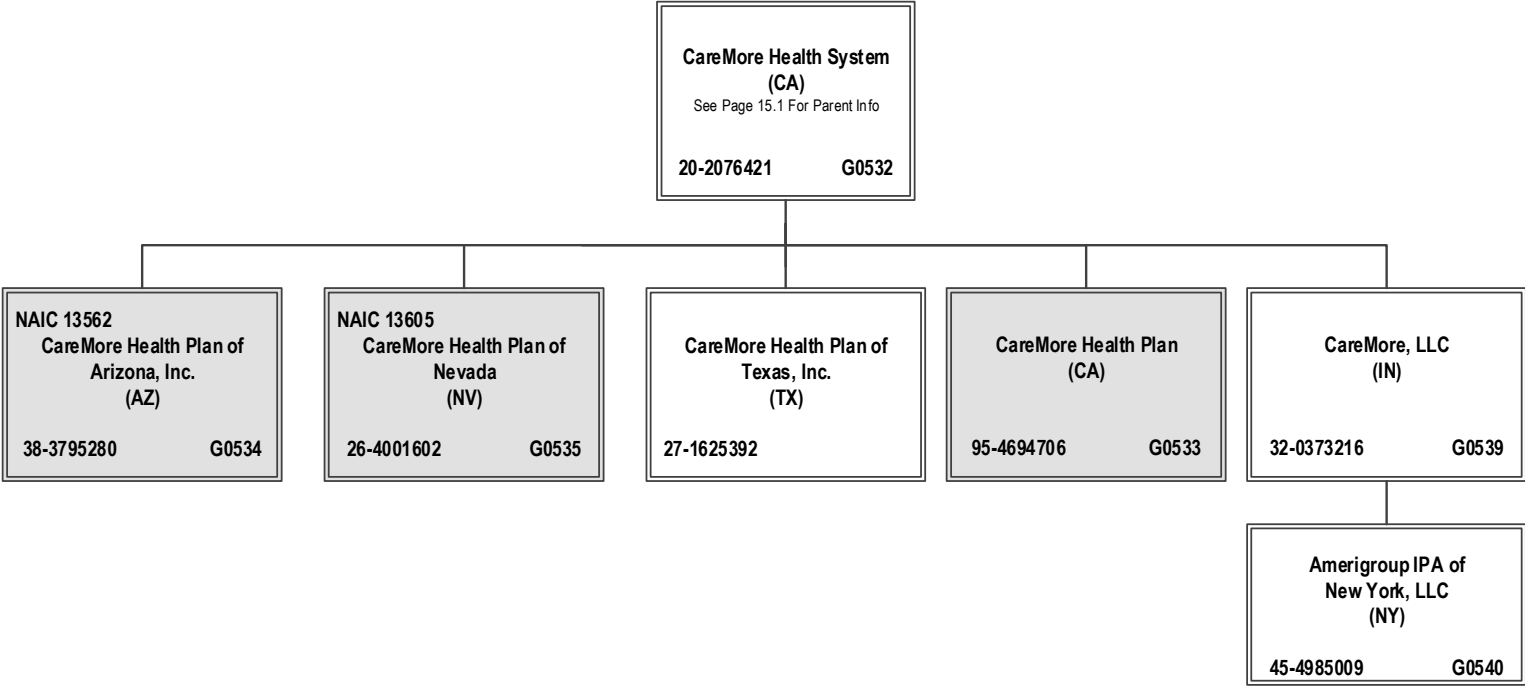 CareMore Health System
(CA)
See Page 15.1 For Parent Info
20-2076421 G0532
NAIC 13562
CareMore Health Plan of
Arizona, Inc.
(AZ)
38-3795280 G0534
NAIC 13605
CareMore Health Plan of
Nevada
(NV)
26-4001602 G0535
CareMore Health Plan of
Texas, Inc.
(TX)
27-1625392
CareMore Health Plan
(CA)
95-4694706 G0533
CareMore, LLC
(IN)
32-0373216 G0539
Amerigroup IPA of
New York, LLC
(NY)
45-4985009 G0540